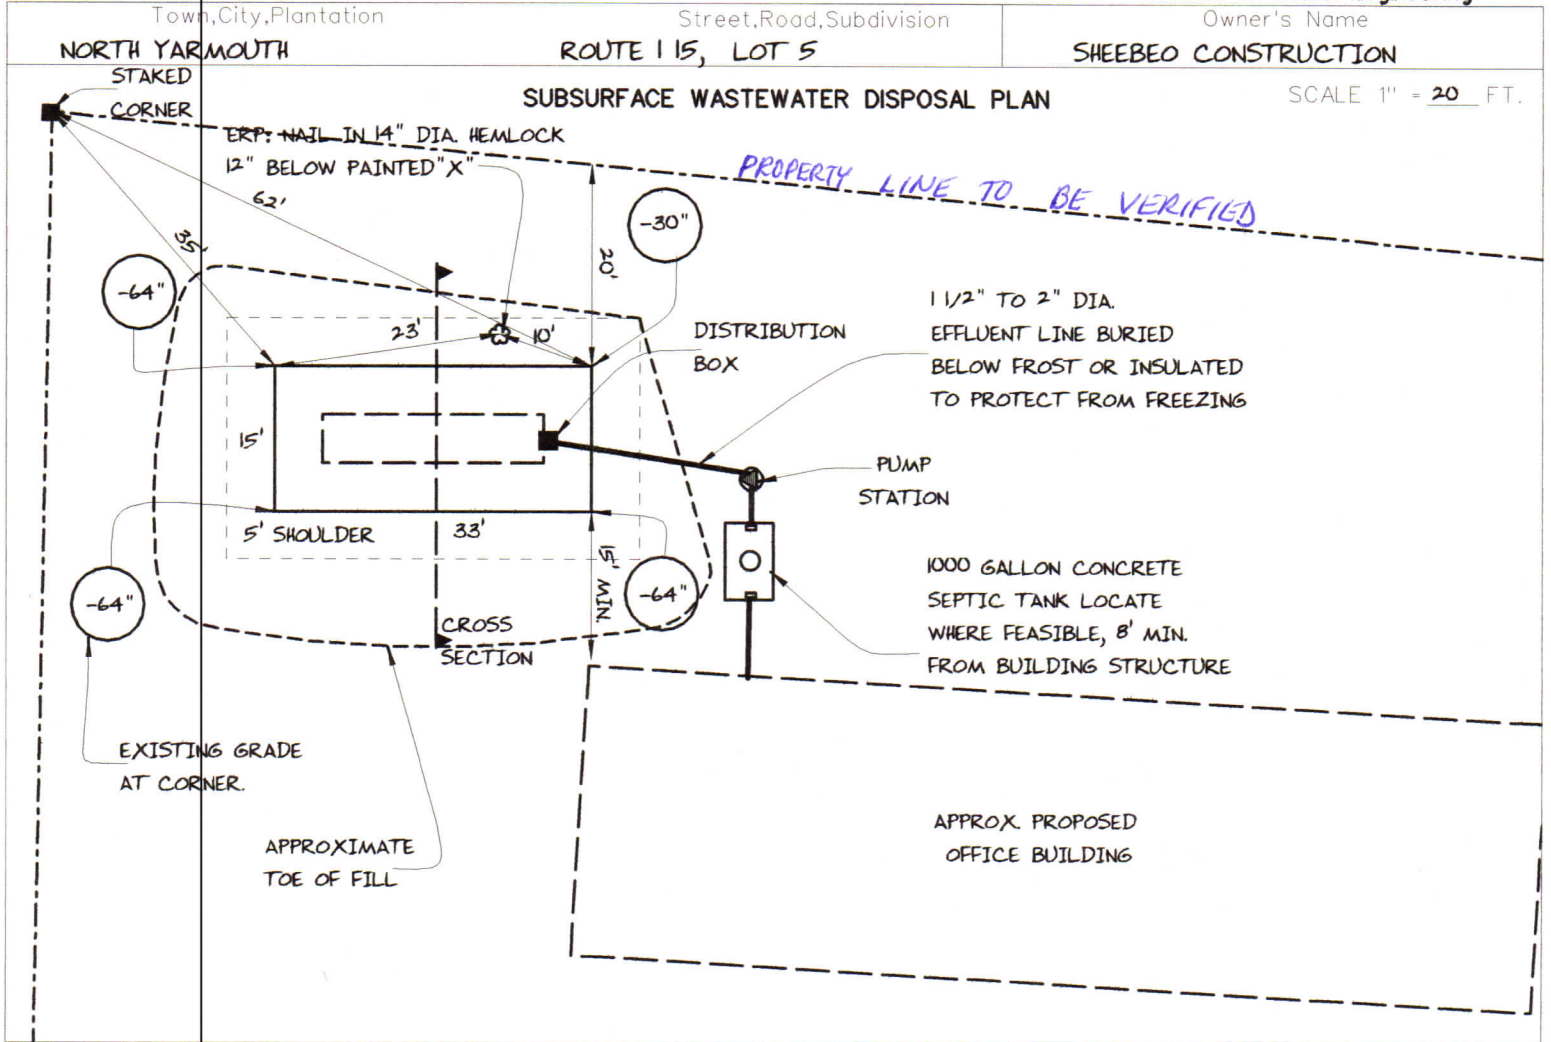 Town,City,Plantation
NORTH YARMOUTH
Street,Road,Subdivision
ROUTE 115, LOT 5
Owner's Name
SHEEBEO CONSTRUCTION
SUBSURFACE WASTEWATER DISPOSAL PLAN
SCALE 1" = 20 FT.
STAKED
CORNER
ERP: NAIL IN 14" DIA. HEMLOCK
12" BELOW PAINTED "X"
PROPERTY LINE TO BE VERIFIED
62'
35'
20'
-30"
-64"
23'
10'
DISTRIBUTION
BOX
1 1/2" TO 2" DIA.
EFFLUENT LINE BURIED
BELOW FROST OR INSULATED
TO PROTECT FROM FREEZING
15'
PUMP
STATION
5' SHOULDER
33'
15' MIN.
-64"
-64"
CROSS
SECTION
1000 GALLON CONCRETE
SEPTIC TANK LOCATE
WHERE FEASIBLE, 8' MIN.
FROM BUILDING STRUCTURE
EXISTING GRADE
AT CORNER.
APPROXIMATE
TOE OF FILL
APPROX. PROPOSED
OFFICE BUILDING